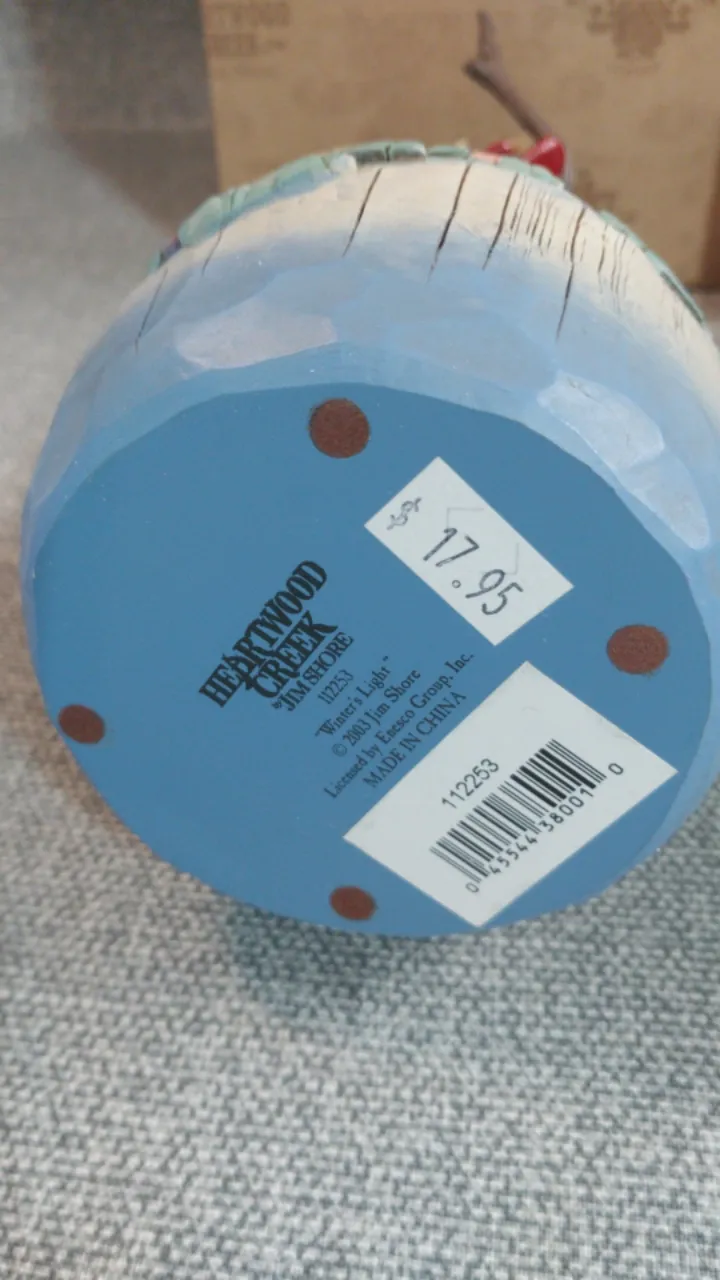 HEARTWOOD
CREEK
by JIM SHORE
112253
"Winter's Light"
© 2003 Jim Shore
Licensed by Enesco Group, Inc.
MADE IN CHINA
$
17.95
112253
0 45544 38001 0